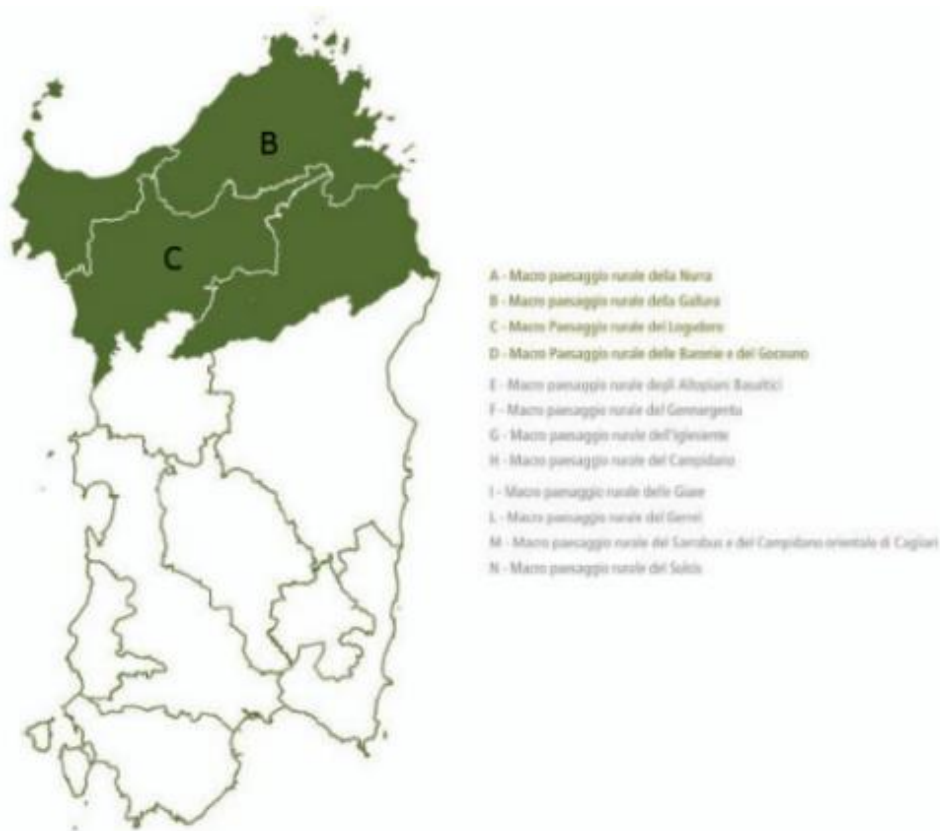 B
C
A - Macro paesaggio rurale della Nurra
B - Macro paesaggio rurale della Gallura
C - Macro Paesaggio rurale del Logudoro
D - Macro Paesaggio rurale delle Baronie e del Goceano
E - Macro paesaggio rurale degli Altopiani Basaltici
F - Macro paesaggio rurale del Gennargentu
G - Macro paesaggio rurale dell'Iglesiente
H - Macro paesaggio rurale del Campidano
I - Macro paesaggio rurale delle Giare
L - Macro paesaggio rurale del Gerrei
M - Macro paesaggio rurale del Sarrabus e del Campidano orientale di Cagliari
N - Macro paesaggio rurale del Sulcis